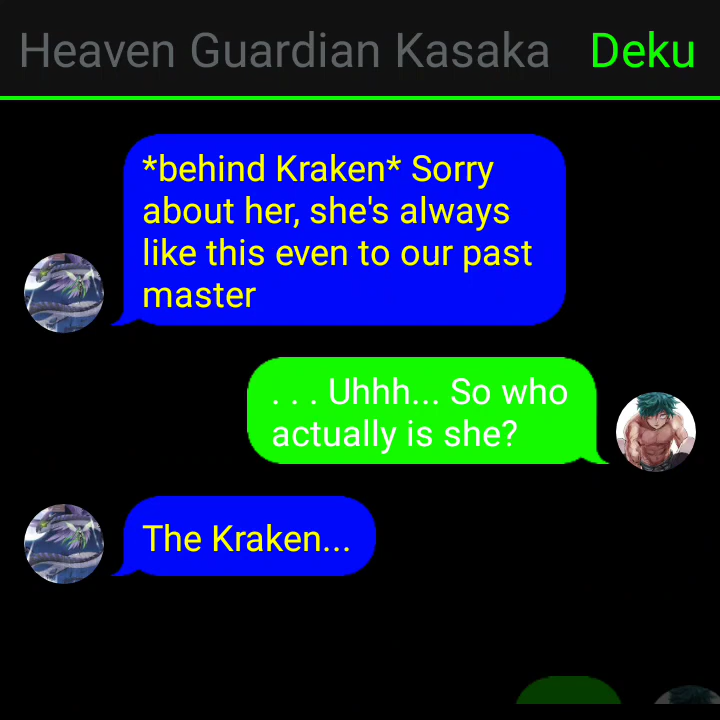 Heaven Guardian Kasaka Deku
*behind Kraken* Sorry
about her, she's always
like this even to our past
master
. . . Uhhh... So who
actually is she?
The Kraken...